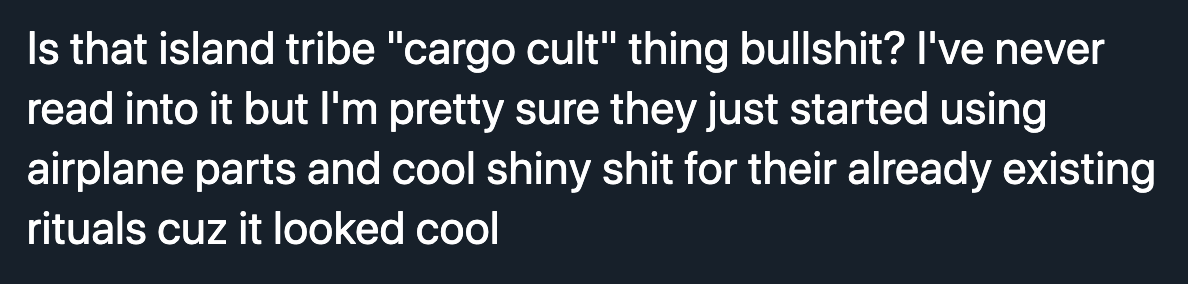 Is that island tribe "cargo cult" thing bullshit? I've never
read into it but I'm pretty sure they just started using
airplane parts and cool shiny shit for their already existing
rituals cuz it looked cool